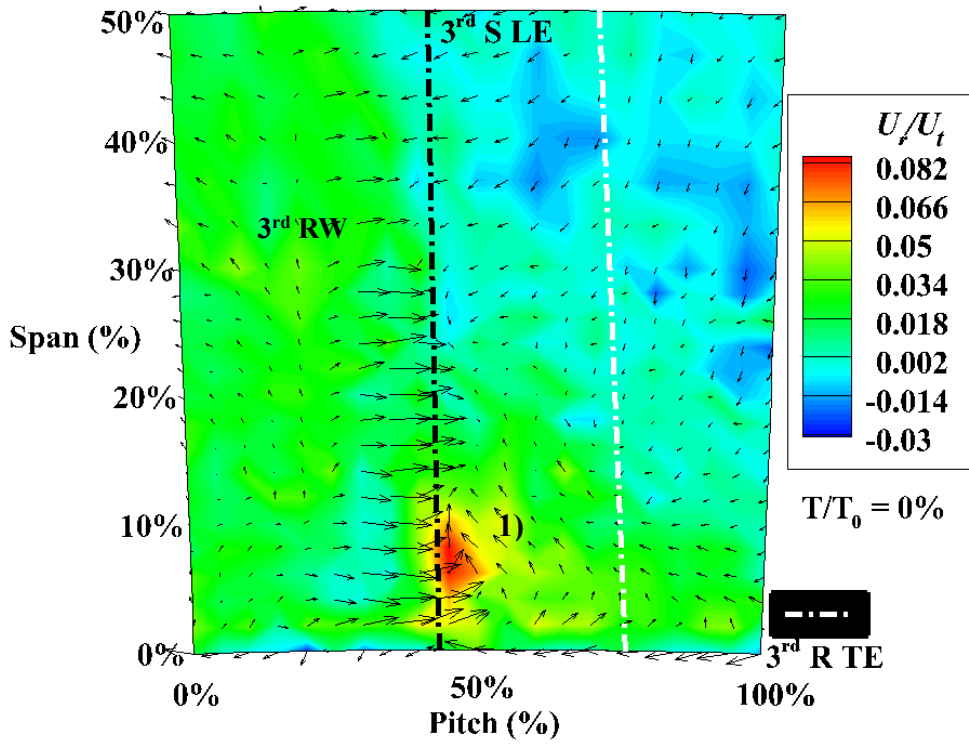 50%
3rd S LE
Ur/Ut
40%
0.082
0.066
3rd RW
0.05
30%
0.034
Span (%)
0.018
0.002
20%
-0.014
-0.03
T/T0 = 0%
10%
1)
0%
3rd R TE
0%
50%
100%
Pitch (%)